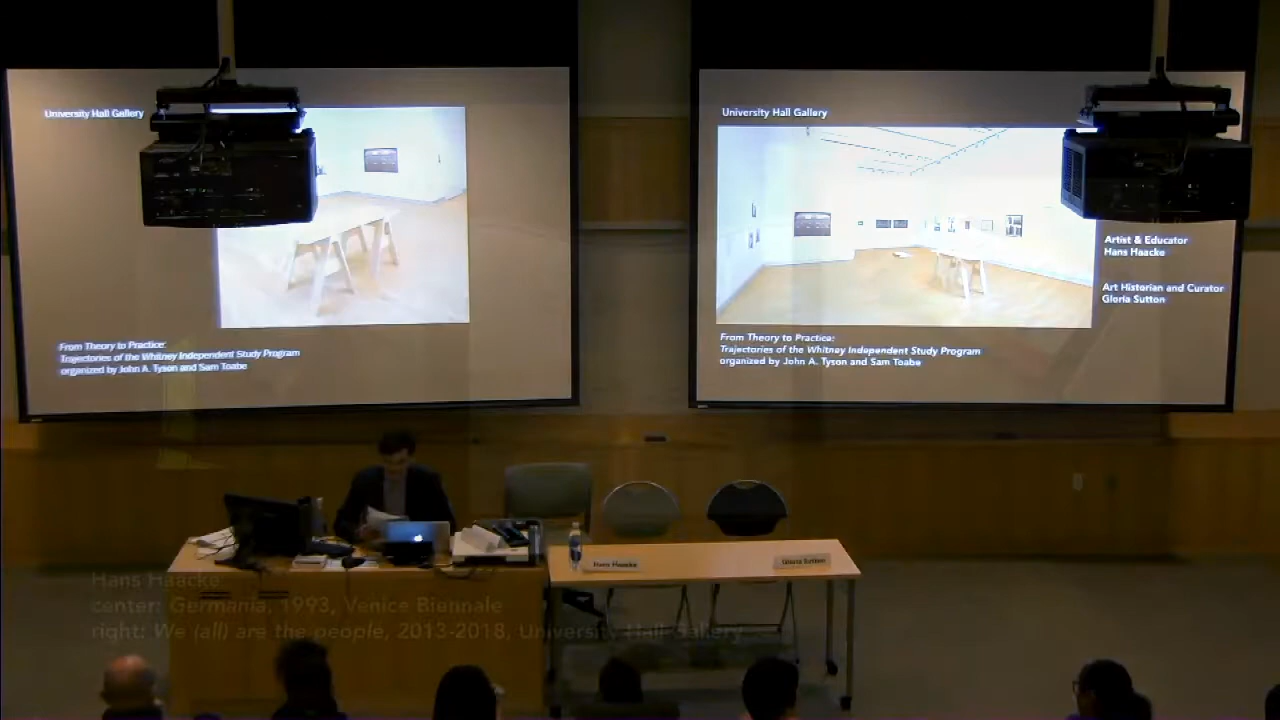 University Hall Gallery
From Theory to Practice:
Trajectories of the Whitney Independent Study Program
organized by John A. Tyson and Sam Toabe
University Hall Gallery
Artist & Educator
Hans Haacke
Art Historian and Curator
Gloria Sutton
From Theory to Practice:
Trajectories of the Whitney Independent Study Program
organized by John A. Tyson and Sam Toabe
Hans Haacke
Gloria Sutton
Hans Haacke
center: Germania, 1993, Venice Biennale
right: We (all) are the people, 2013-2018, University Hall Gallery